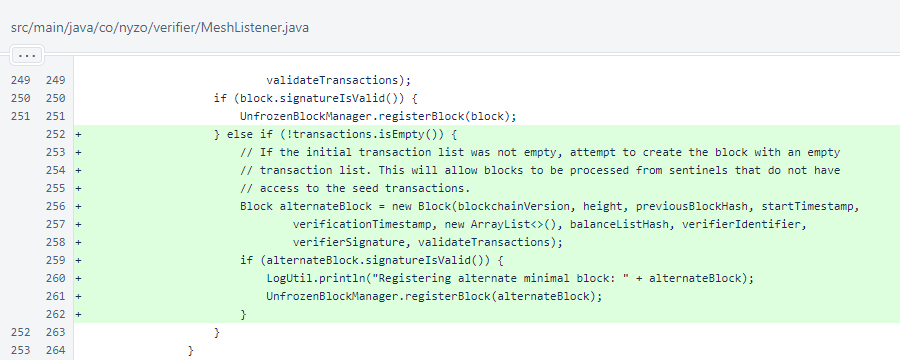 src/main/java/co/nyzo/verifier/MeshListener.java
...
249 249 validateTransactions);
250 250 if (block.signatureIsValid()) {
251 251 UnfrozenBlockManager.registerBlock(block);
252 + } else if (!transactions.isEmpty()) {
253 + // If the initial transaction list was not empty, attempt to create the block with an empty
254 + // transaction list. This will allow blocks to be processed from sentinels that do not have
255 + // access to the seed transactions.
256 + Block alternateBlock = new Block(blockchainVersion, height, previousBlockHash, startTimestamp,
257 + verificationTimestamp, new ArrayList<>(), balanceListHash, verifierIdentifier,
258 + verifierSignature, validateTransactions);
259 + if (alternateBlock.signatureIsValid()) {
260 + LogUtil.println("Registering alternate minimal block: " + alternateBlock);
261 + UnfrozenBlockManager.registerBlock(alternateBlock);
262 + }
252 263 }
253 264 }